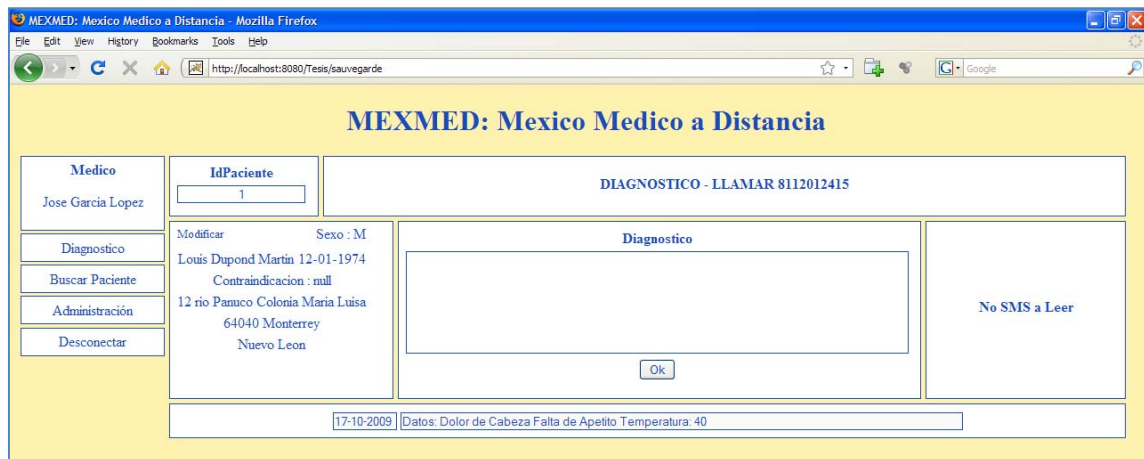 MEXMED: Mexico Medico a Distancia - Mozilla Firefox
File Edit View History Bookmarks Tools Help
http://localhost:8080/Tesis/sauvegarde
G Google
MEXMED: Mexico Medico a Distancia
Medico
Jose Garcia Lopez
Diagnostico
Buscar Paciente
Administración
Desconectar
IdPaciente
1
DIAGNOSTICO - LLAMAR 8112012415
Modificar Sexo : M
Louis Dupond Martin 12-01-1974
Contraindicacion : null
12 rio Panuco Colonia Maria Luisa
64040 Monterrey
Nuevo Leon
Diagnostico
Ok
No SMS a Leer
17-10-2009 Datos: Dolor de Cabeza Falta de Apetito Temperatura: 40